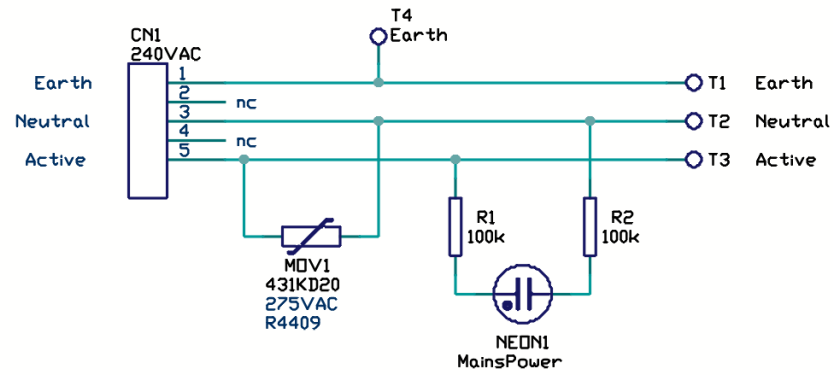 T4
Earth
CN1
240VAC
Earth 1 T1 Earth
2 nc
Neutral 3 T2 Neutral
4 nc
Active 5 T3 Active
R1
100k
R2
100k
MOV1
431KD20
275VAC
R4409
NEON1
MainsPower